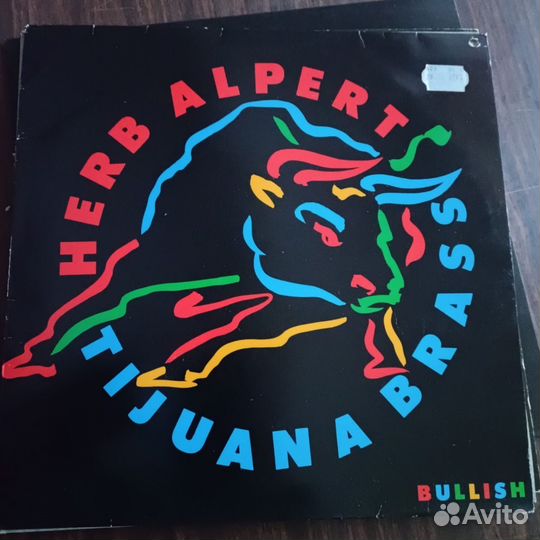 HERB ALPERT
TIJUANA BRASS
BULLISH
Avito